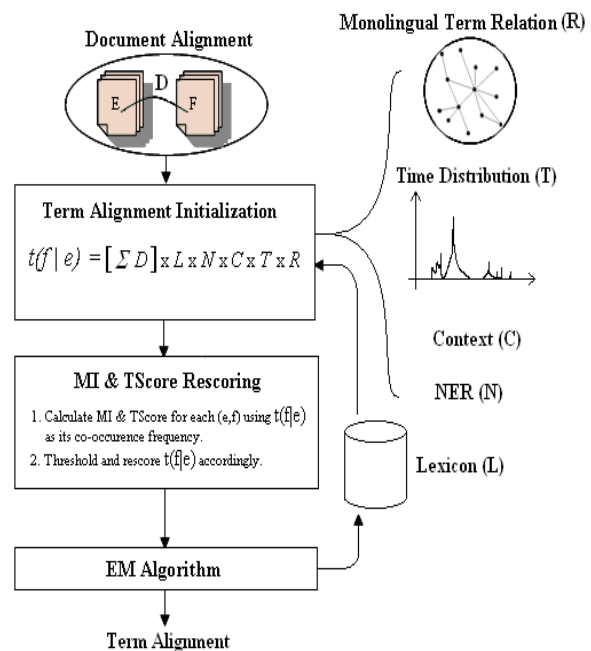 Document Alignment
E
D
F
Monolingual Term Relation (R)
Time Distribution (T)
Term Alignment Initialization
t(f | e) = [ Σ D ] x L x N x C x T x R
Context (C)
NER (N)
MI & TScore Rescoring
1. Calculate MI & TScore for each (e,f) using t(f|e)
as its co-occurence frequency.
2. Threshold and rescore t(f|e) accordingly.
Lexicon (L)
EM Algorithm
Term Alignment